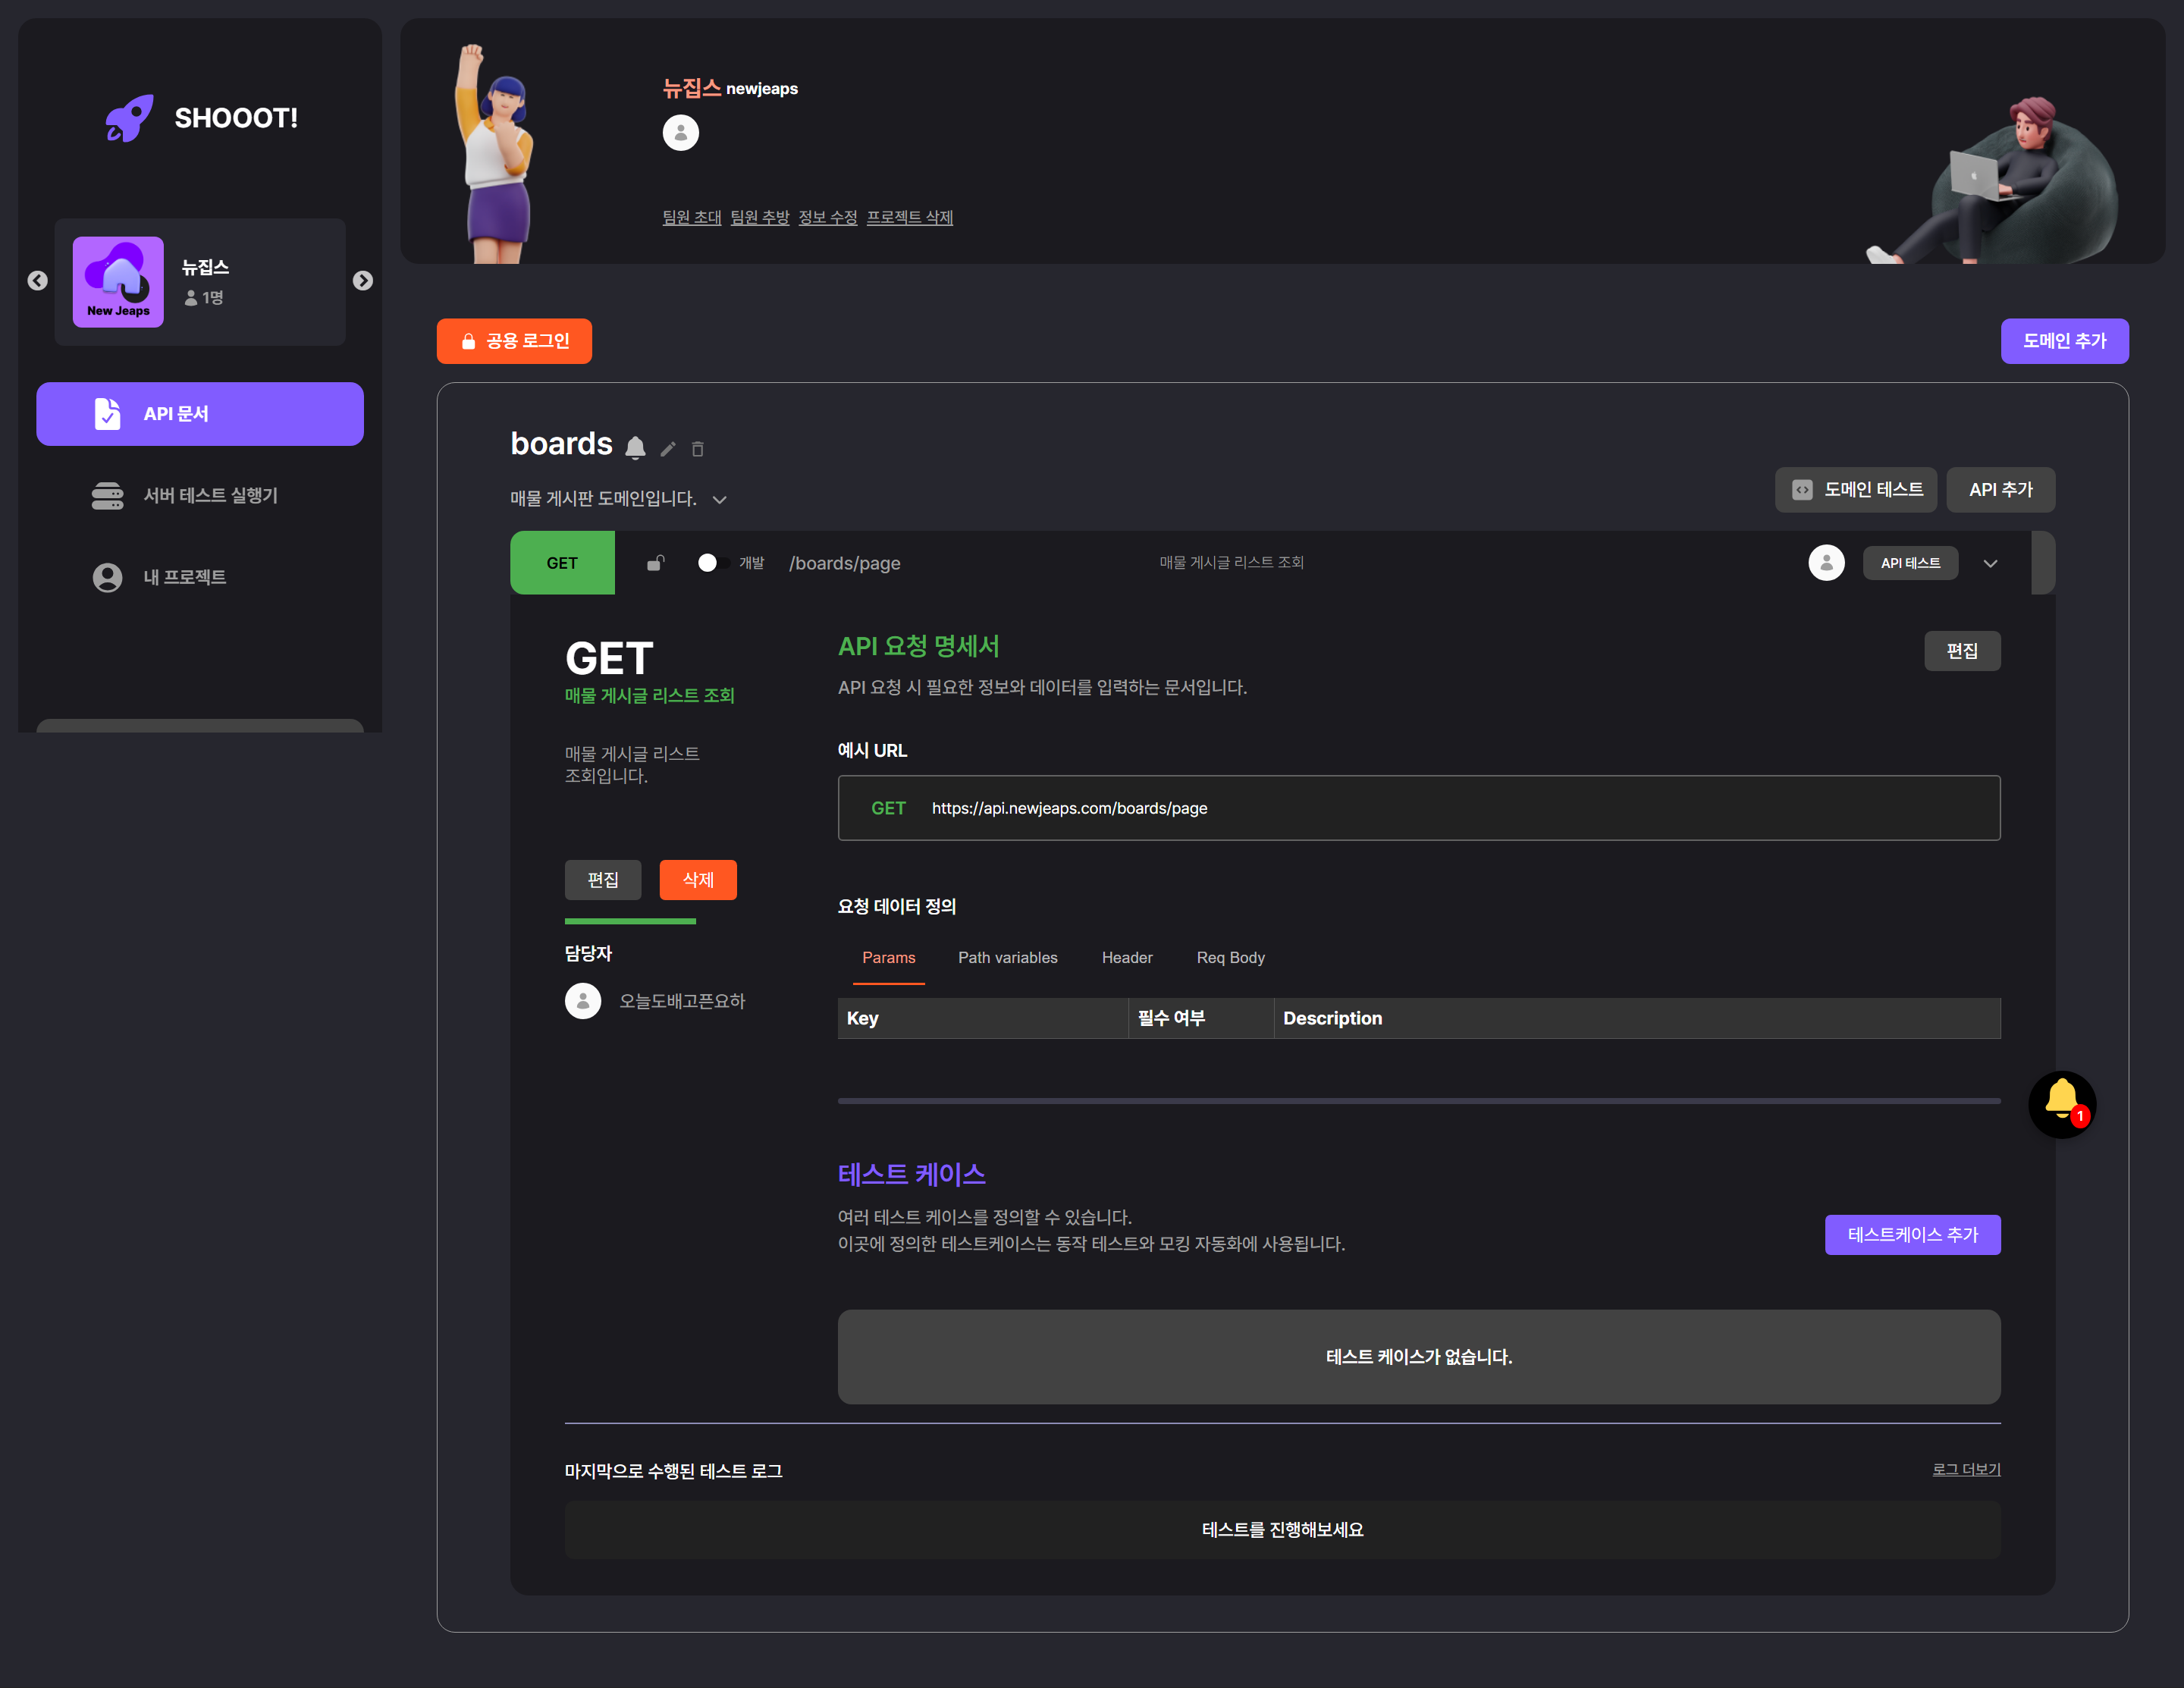 SHOOOT!
New Jeaps
뉴집스
1명
API 문서
서버 테스트 실행기
내 프로젝트
뉴집스 newjeaps
팀원 초대 팀원 추방 정보 수정 프로젝트 삭제
공용 로그인
도메인 추가
boards
매물 게시판 도메인입니다.
도메인 테스트
API 추가
GET
개발
/boards/page
매물 게시글 리스트 조회
API 테스트
GET
매물 게시글 리스트 조회
매물 게시글 리스트
조회입니다.
편집
삭제
담당자
오늘도배고픈요하
API 요청 명세서
편집
API 요청 시 필요한 정보와 데이터를 입력하는 문서입니다.
예시 URL
GET https://api.newjeaps.com/boards/page
요청 데이터 정의
Params Path variables Header Req Body
Key 필수 여부 Description
1
테스트 케이스
여러 테스트 케이스를 정의할 수 있습니다.
이곳에 정의한 테스트케이스는 동작 테스트와 모킹 자동화에 사용됩니다.
테스트케이스 추가
테스트 케이스가 없습니다.
마지막으로 수행된 테스트 로그
로그 더보기
테스트를 진행해보세요